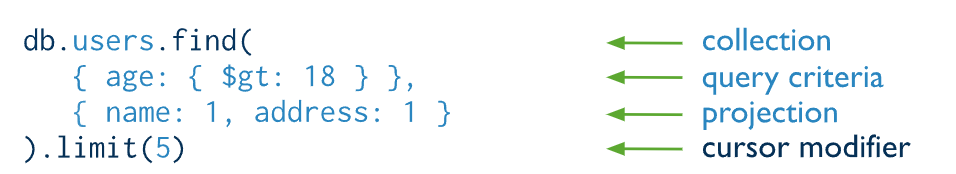 db.users.find( collection
{ age: { $gt: 18 } }, query criteria
{ name: 1, address: 1 } projection
).limit(5) cursor modifier